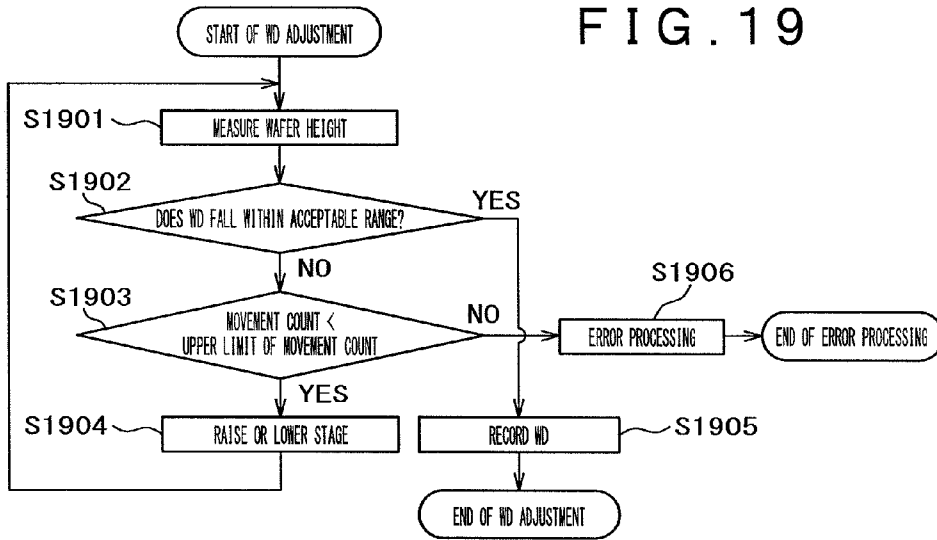 FIG.19
START OF WD ADJUSTMENT
S1901
MEASURE WAFER HEIGHT
S1902
DOES WD FALL WITHIN ACCEPTABLE RANGE?
YES
NO
S1903
MOVEMENT COUNT <
UPPER LIMIT OF MOVEMENT COUNT
NO
S1906
ERROR PROCESSING
END OF ERROR PROCESSING
YES
S1904
RAISE OR LOWER STAGE
RECORD WD
S1905
END OF WD ADJUSTMENT